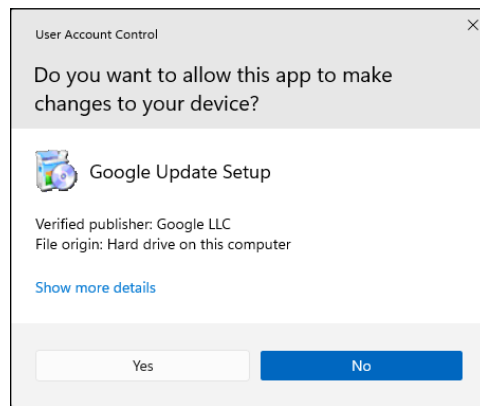 User Account Control
Do you want to allow this app to make
changes to your device?
Google Update Setup
Verified publisher: Google LLC
File origin: Hard drive on this computer
Show more details
Yes
No